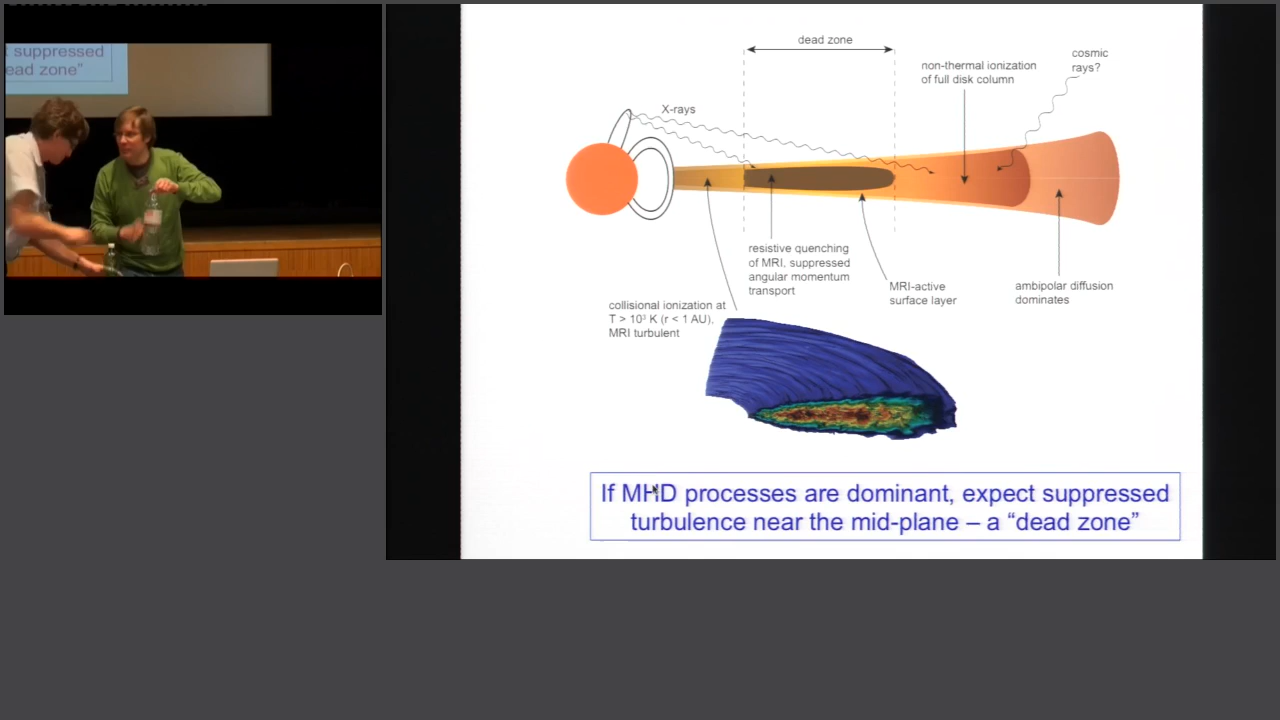 suppressed
ead zone”
dead zone
cosmic
rays?
non-thermal ionization
of full disk column
X-rays
resistive quenching
of MRI, suppressed
angular momentum
transport
MRI-active
surface layer
ambipolar diffusion
dominates
collisional ionization at
T > 10³ K (r < 1 AU),
MRI turbulent
If MHD processes are dominant, expect suppressed
turbulence near the mid-plane – a “dead zone”